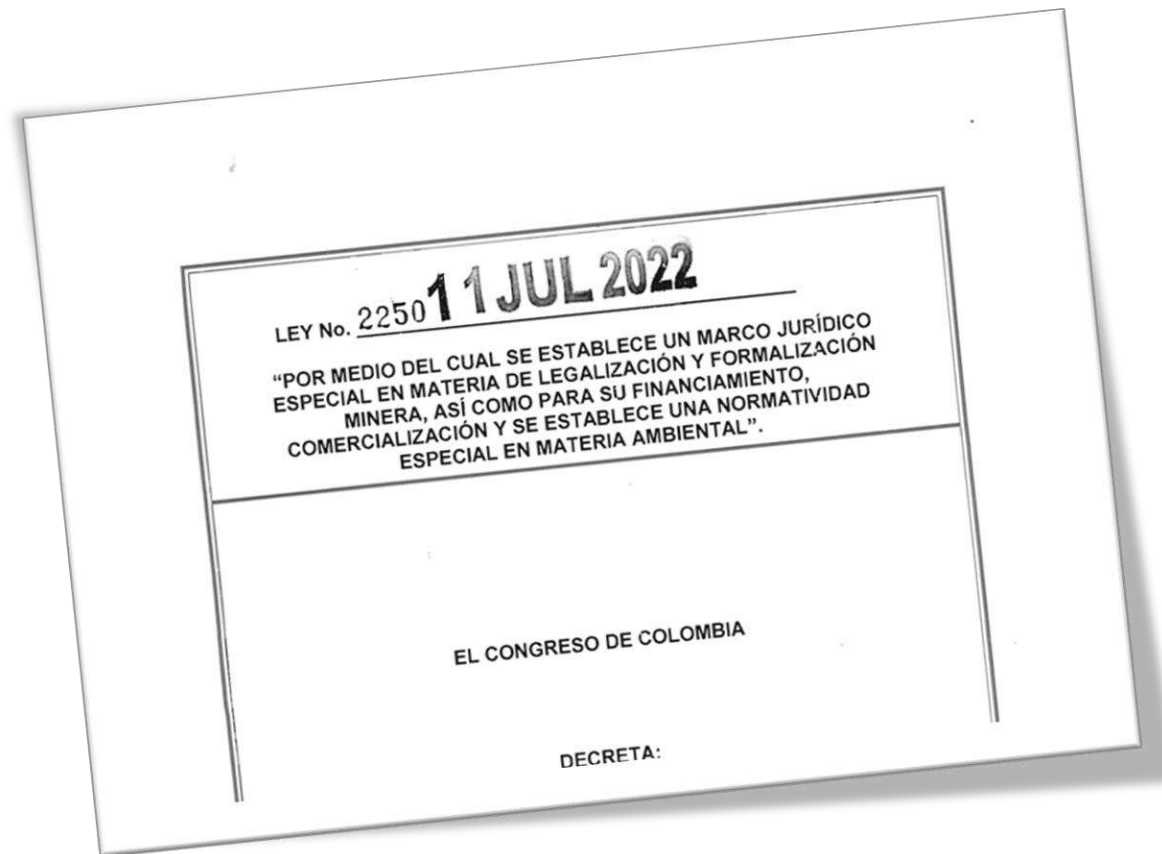 LEY No. 2250 11 JUL 2022
“POR MEDIO DEL CUAL SE ESTABLECE UN MARCO JURÍDICO
ESPECIAL EN MATERIA DE LEGALIZACIÓN Y FORMALIZACIÓN
MINERA, ASÍ COMO PARA SU FINANCIAMIENTO,
COMERCIALIZACIÓN Y SE ESTABLECE UNA NORMATIVIDAD
ESPECIAL EN MATERIA AMBIENTAL”.
EL CONGRESO DE COLOMBIA
DECRETA: